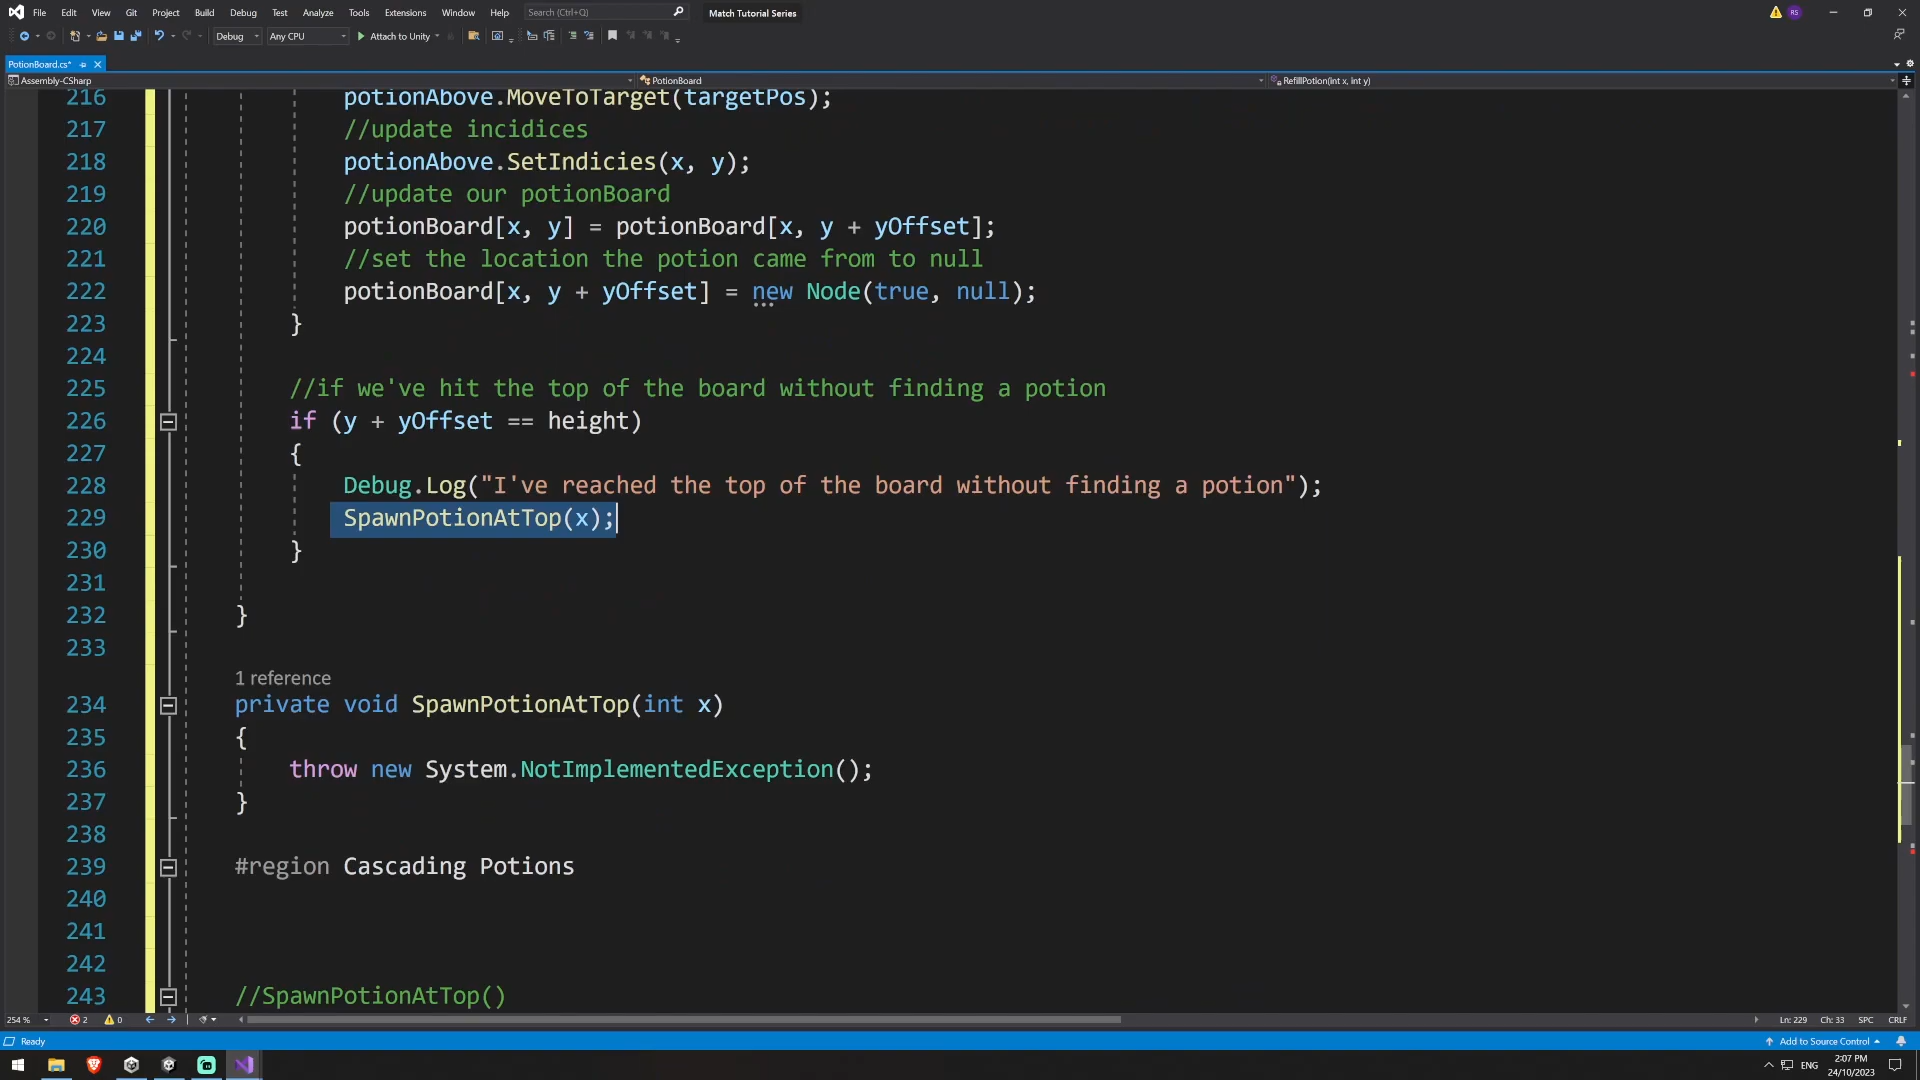 File Edit View Git Project Build Debug Test Analyze Tools Extensions Window Help Search (Ctrl+Q) Match Tutorial Series RS
Debug Any CPU Attach to Unity
PotionBoard.cs*
Assembly-CSharp PotionBoard RefillPotion(int x, int y)
216 potionAbove.MoveToTarget(targetPos);
217 //update incidices
218 potionAbove.SetIndicies(x, y);
219 //update our potionBoard
220 potionBoard[x, y] = potionBoard[x, y + yOffset];
221 //set the location the potion came from to null
222 potionBoard[x, y + yOffset] = new Node(true, null);
223 }
224
225 //if we've hit the top of the board without finding a potion
226 if (y + yOffset == height)
227 {
228 Debug.Log("I've reached the top of the board without finding a potion");
229 SpawnPotionAtTop(x);
230 }
231
232 }
233
1 reference
234 private void SpawnPotionAtTop(int x)
235 {
236 throw new System.NotImplementedException();
237 }
238
239 #region Cascading Potions
240
241
242
243 //SpawnPotionAtTop()
254 % 2 0 Ln: 229 Ch: 33 SPC CRLF
Ready Add to Source Control
ENG 2:07 PM
24/10/2023